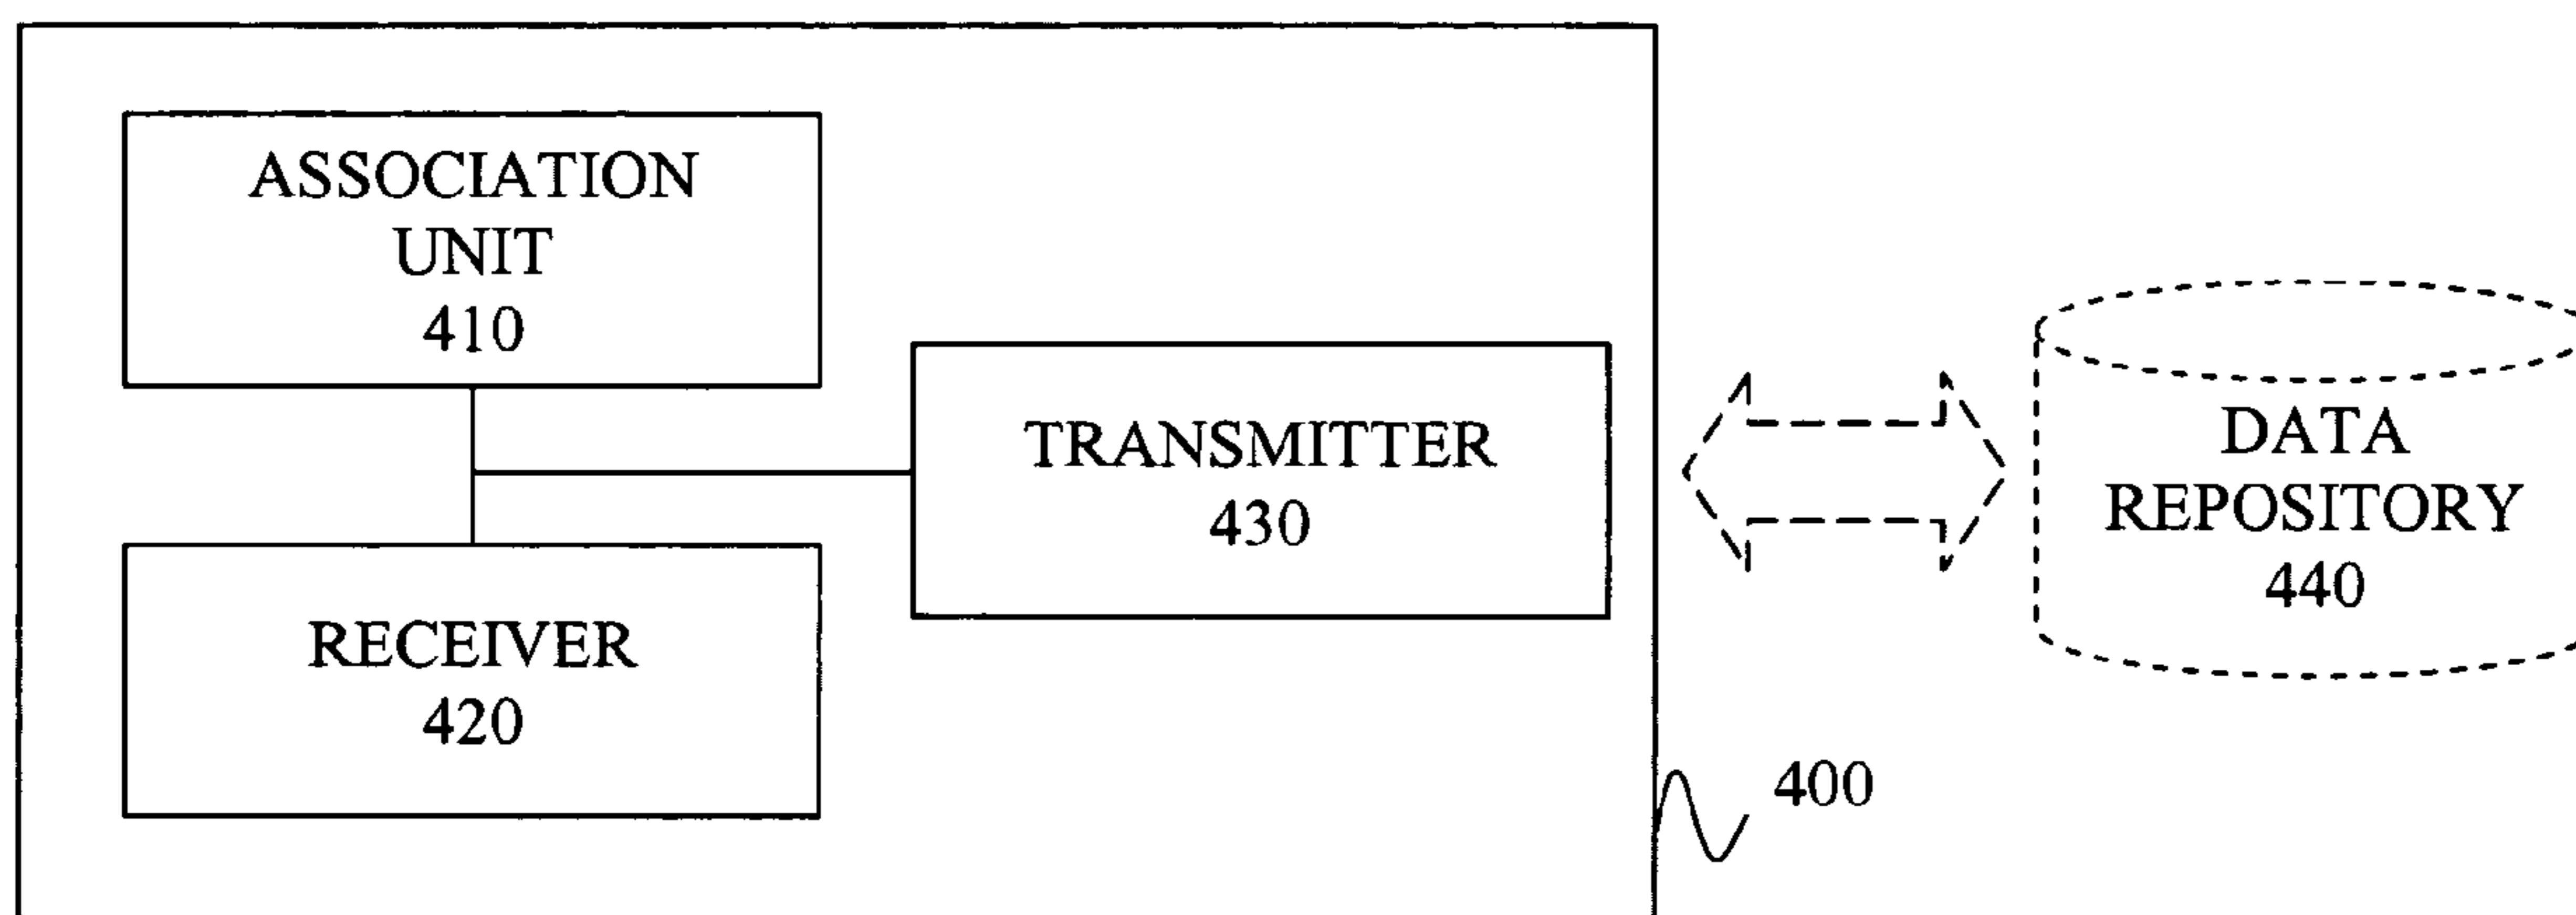 ASSOCIATION
UNIT
410
TRANSMITTER
430
RECEIVER
420
DATA
REPOSITORY
440
400